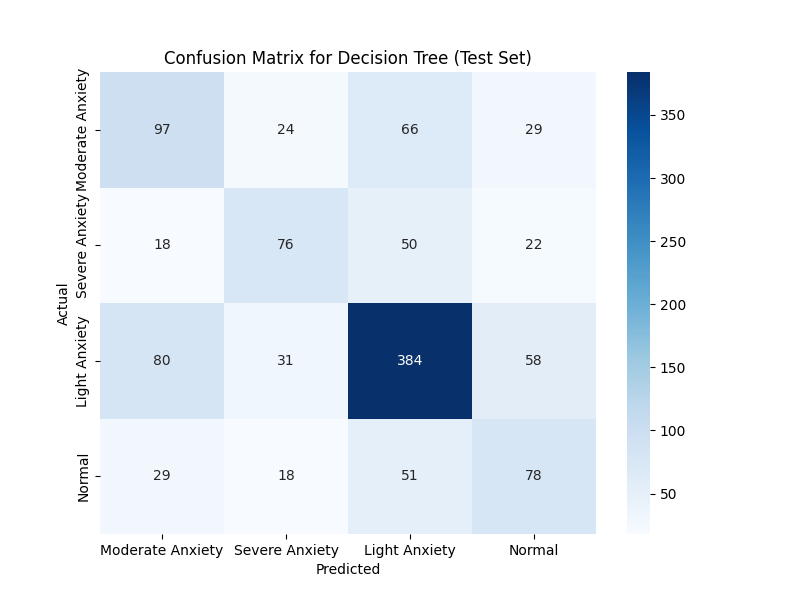 Confusion Matrix for Decision Tree (Test Set)
Actual
Moderate Anxiety
97 24 66 29
Severe Anxiety
18 76 50 22
Light Anxiety
80 31 384 58
Normal
29 18 51 78
Moderate Anxiety Severe Anxiety Light Anxiety Normal
Predicted
350
300
250
200
150
100
50